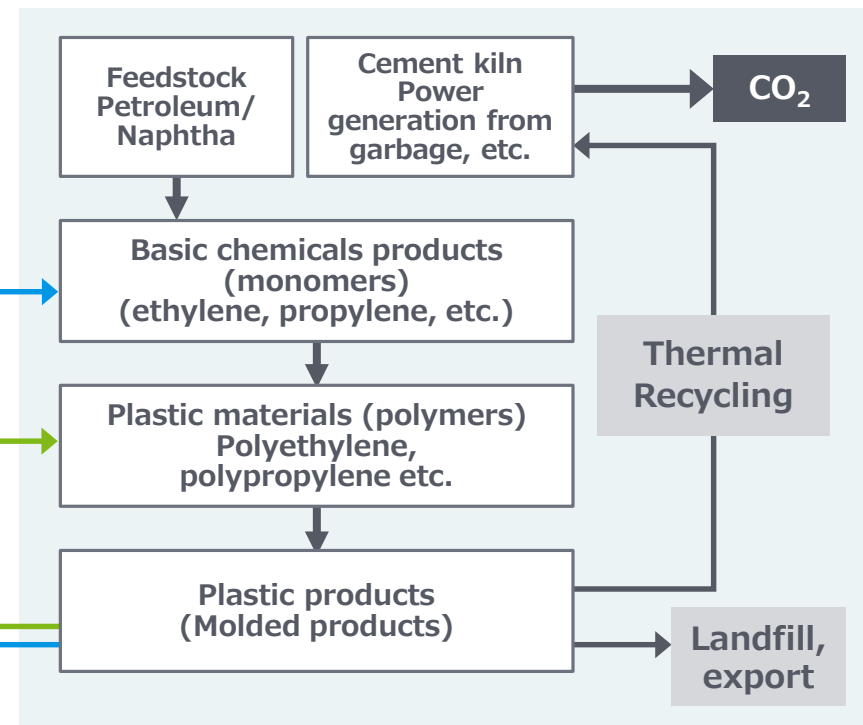 Feedstock
Petroleum/
Naphtha
Cement kiln
Power
generation from
garbage, etc.
CO₂
Basic chemicals products
(monomers)
(ethylene, propylene, etc.)
Thermal
Recycling
Plastic materials (polymers)
Polyethylene,
polypropylene etc.
Plastic products
(Molded products)
Landfill,
export